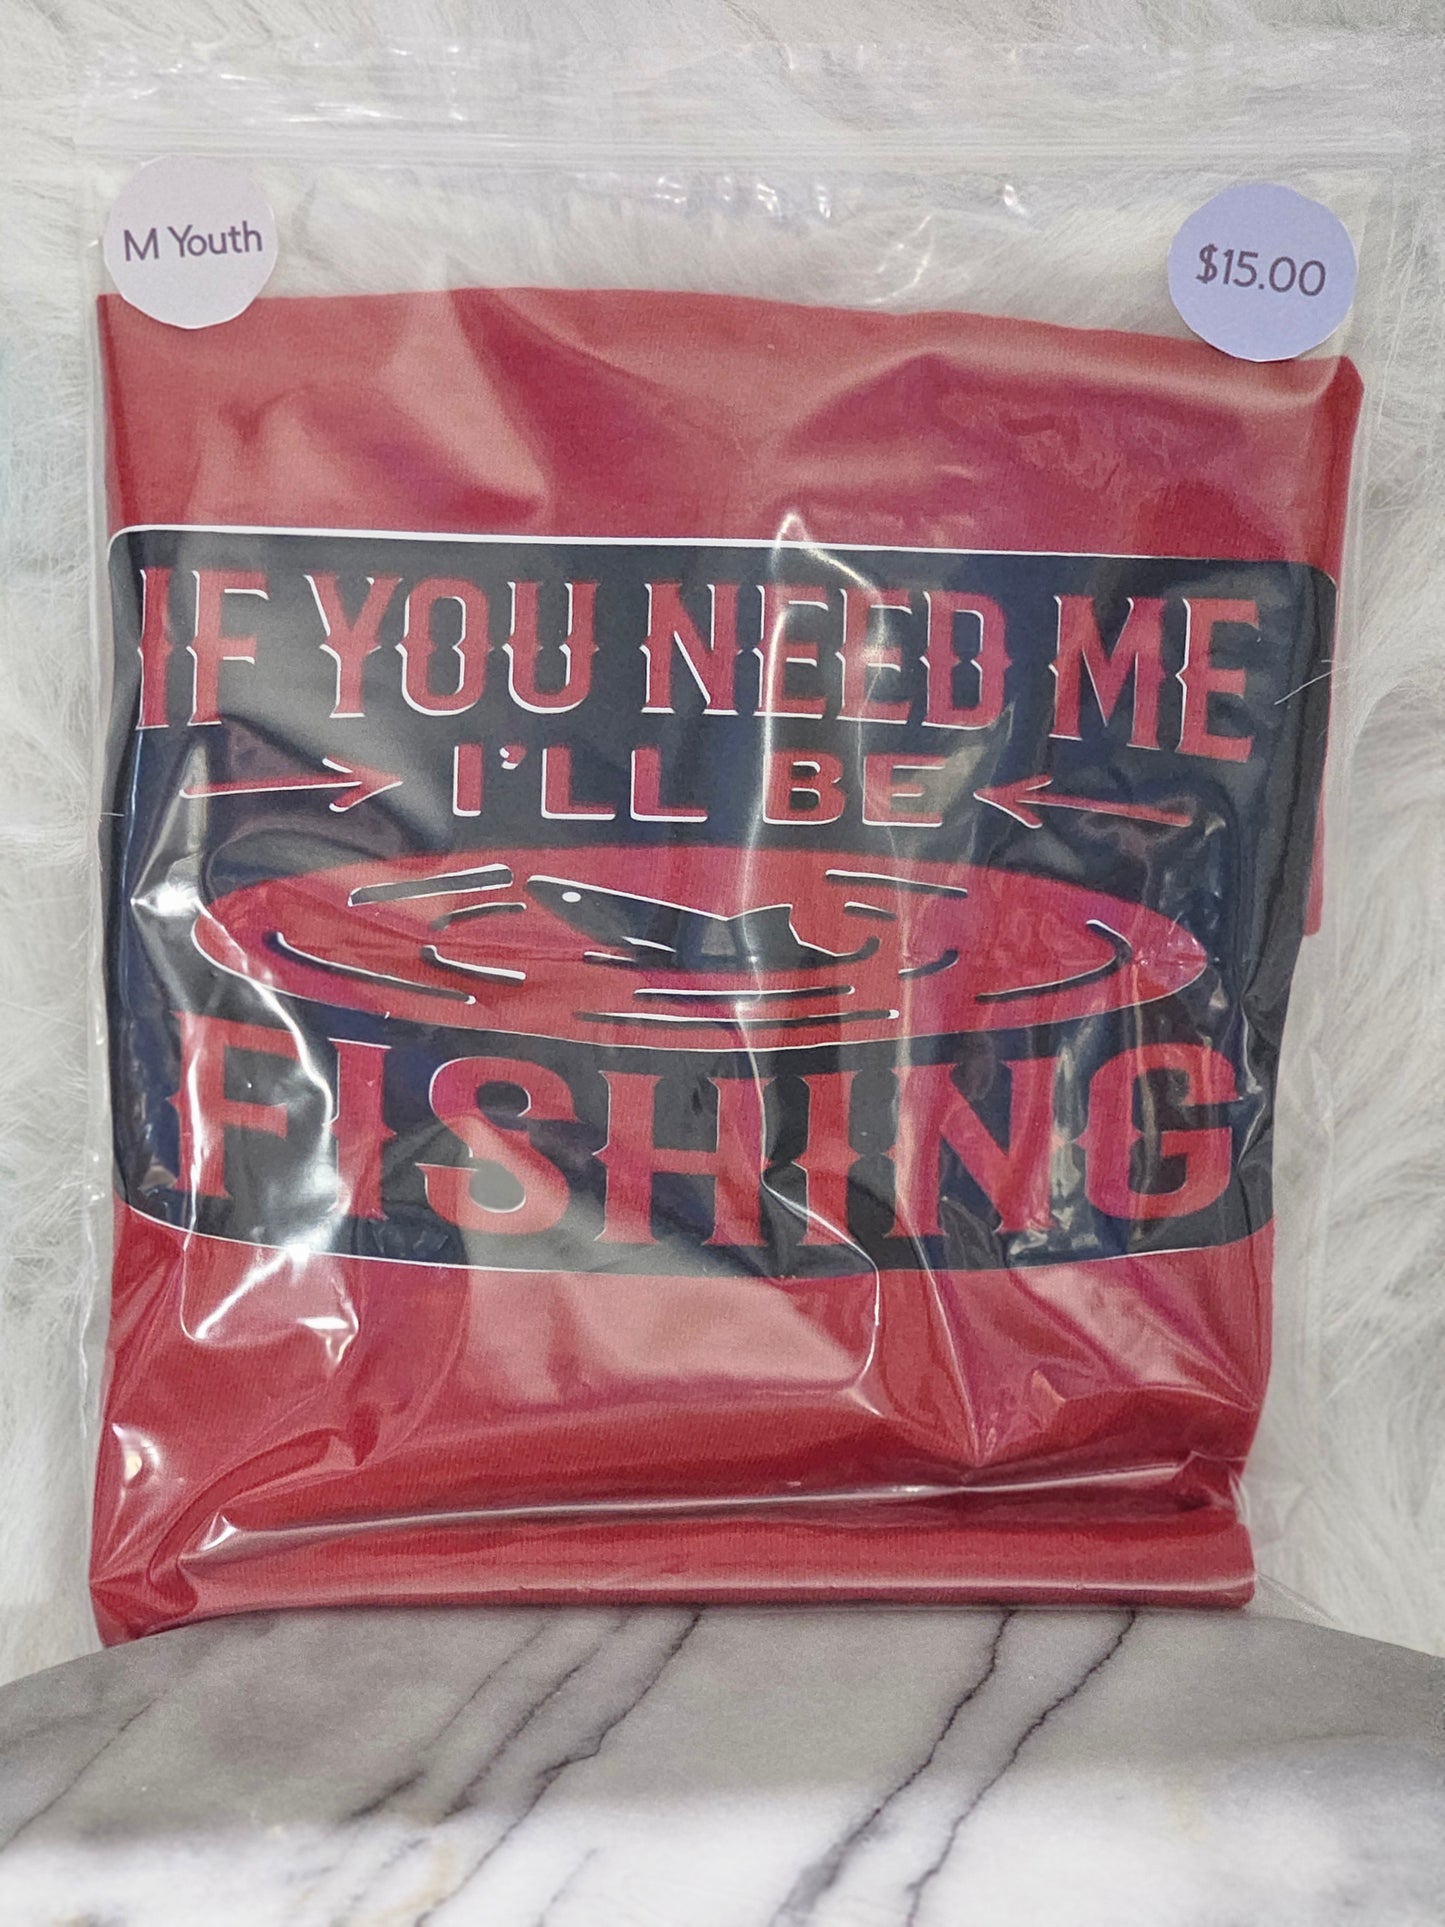 M Youth
$15.00
IF YOU NEED ME
I'LL BE
FISHING